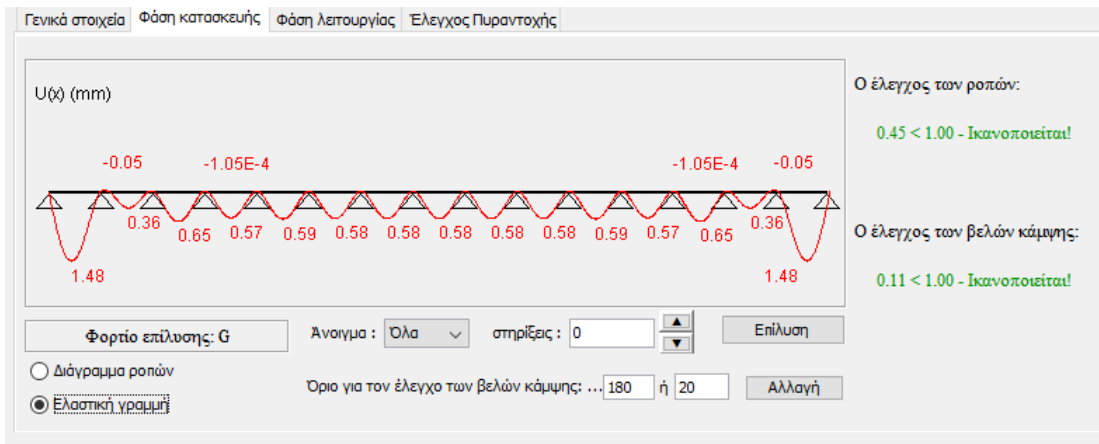 Γενικά στοιχεία Φάση κατασκευής Φάση λειτουργίας Έλεγχος Πυραντοχής
U(x) (mm)
-0.05 -1.05E-4 -1.05E-4 -0.05
0.36 0.65 0.57 0.59 0.58 0.58 0.58 0.58 0.58 0.59 0.57 0.65 0.36
1.48 1.48
Ο έλεγχος των ροπών:
0.45 < 1.00 - Ικανοποιείται!
Ο έλεγχος των βελών κάμψης:
0.11 < 1.00 - Ικανοποιείται!
Φορτίο επίλυσης: G Άνοιγμα : Όλα στηρίξεις : 0 Επίλυση
Διάγραμμα ροπών
Όριο για τον έλεγχο των βελών κάμψης: ... 180 ή 20 Αλλαγή
Ελαστική γραμμή